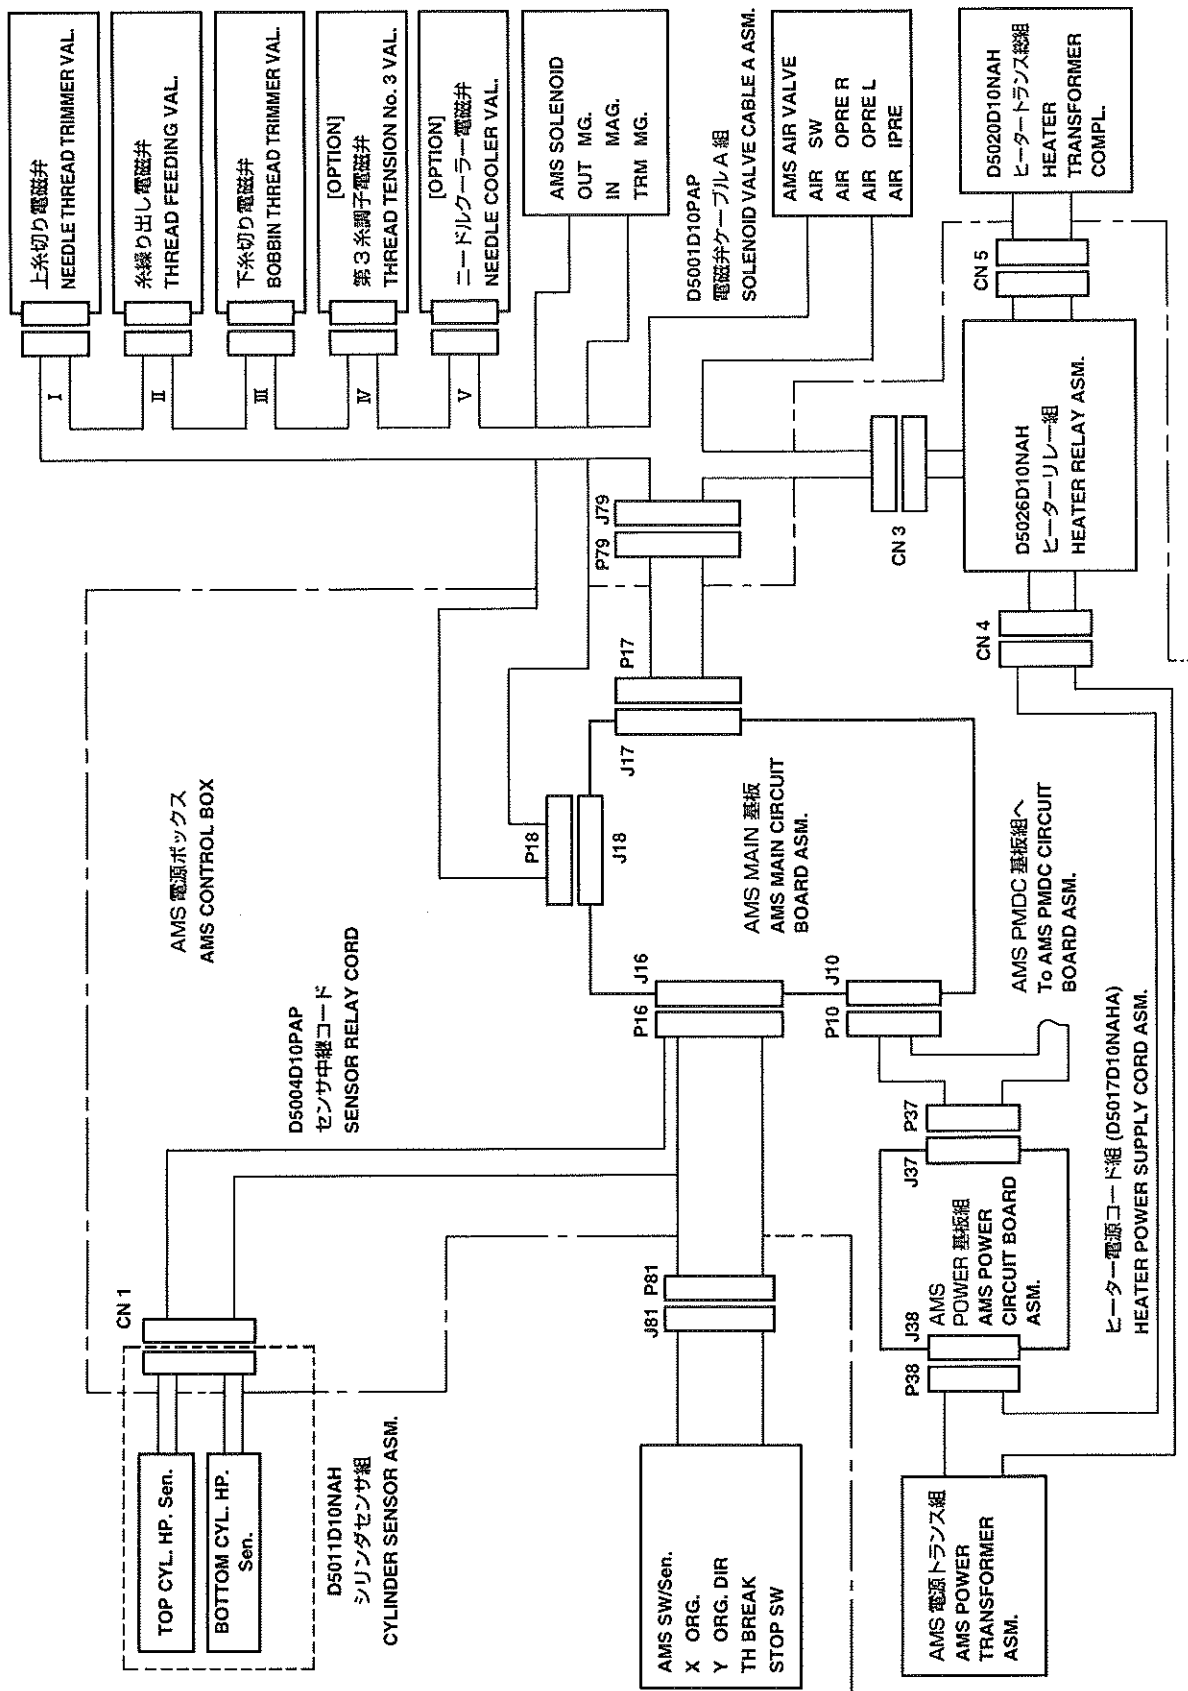 上糸切り電磁弁
NEEDLE THREAD TRIMMER VAL.
糸繰り出し電磁弁
THREAD FEEDING VAL.
下糸切り電磁弁
BOBBIN THREAD TRIMMER VAL.
[OPTION]
第3糸調子電磁弁
THREAD TENSION No. 3 VAL.
[OPTION]
ニードルクーラー電磁弁
NEEDLE COOLER VAL.
I
II
III
IV
V
AMS SOLENOID
OUT MG.
IN MAG.
TRM MG.
D5001D10PAP
電磁弁ケーブルA組
SOLENOID VALVE CABLE A ASM.
AMS AIR VALVE
AIR SW
AIR OPRE R
AIR OPRE L
AIR IPRE
D5020D10NAH
ヒータートランス総組
HEATER
TRANSFORMER
COMPL.
CN 5
D5026D10NAH
ヒーターリレー組
HEATER RELAY ASM.
CN 3
CN 4
J79
P79
P17
J17
P18
J18
AMS 電源ボックス
AMS CONTROL BOX
AMS MAIN 基板
AMS MAIN CIRCUIT
BOARD ASM.
J16
P16
J10
P10
D5004D10PAP
センサ中継コード
SENSOR RELAY CORD
AMS PMDC 基板組へ
To AMS PMDC CIRCUIT
BOARD ASM.
P37
J37
AMS
POWER 基板組
AMS POWER
CIRCUIT BOARD
ASM.
J38
P38
ヒーター電源コード組 (D5017D10NAHA)
HEATER POWER SUPPLY CORD ASM.
CN 1
P81
J81
TOP CYL. HP. Sen.
BOTTOM CYL. HP.
Sen.
D5011D10NAH
シリンダセンサ組
CYLINDER SENSOR ASM.
AMS SW/Sen.
X ORG.
Y ORG. DIR
TH BREAK
STOP SW
AMS 電源トランス組
AMS POWER
TRANSFORMER
ASM.